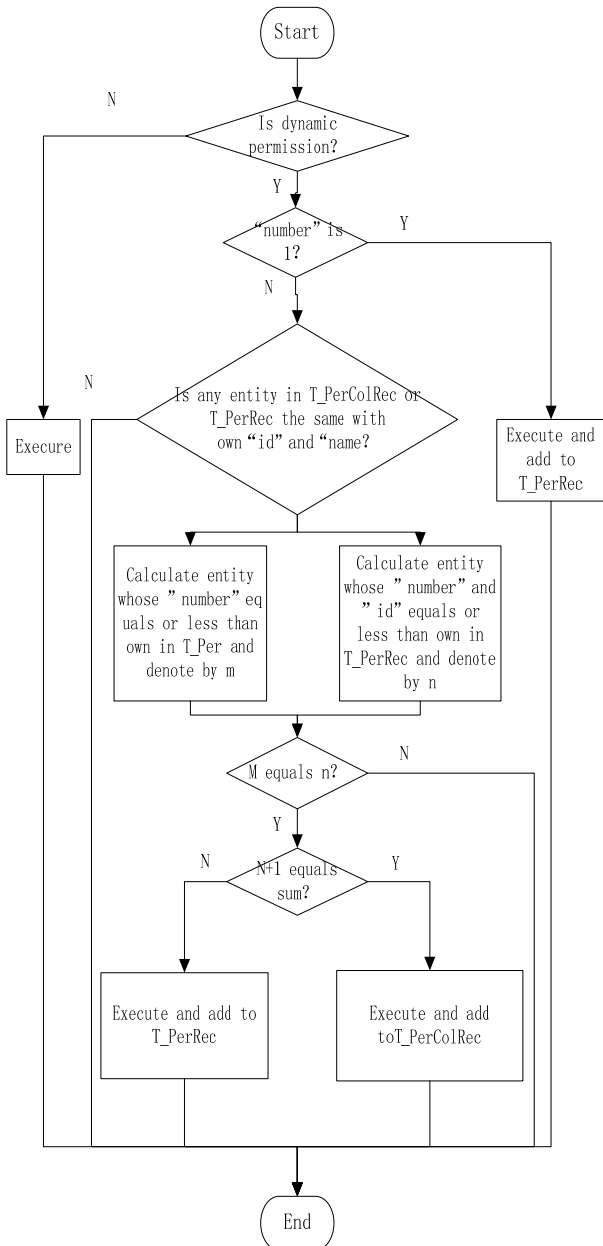 Start
N
Is dynamic
permission?
Y
“number” is
1?
Y
N
N
Is any entity in T_PerColRec or
T_PerRec the same with
own “id” and “name?
Execure
Execute and
add to
T_PerRec
Calculate entity
whose ”number” eq
uals or less than
own in T_Per and
denote by m
Calculate entity
whose ”number” and
”id” equals or
less than own in
T_PerRec and denote
by n
M equals n?
N
Y
N
N+1 equals
sum?
Y
Execute and add to
T_PerRec
Execute and add
toT_PerColRec
End